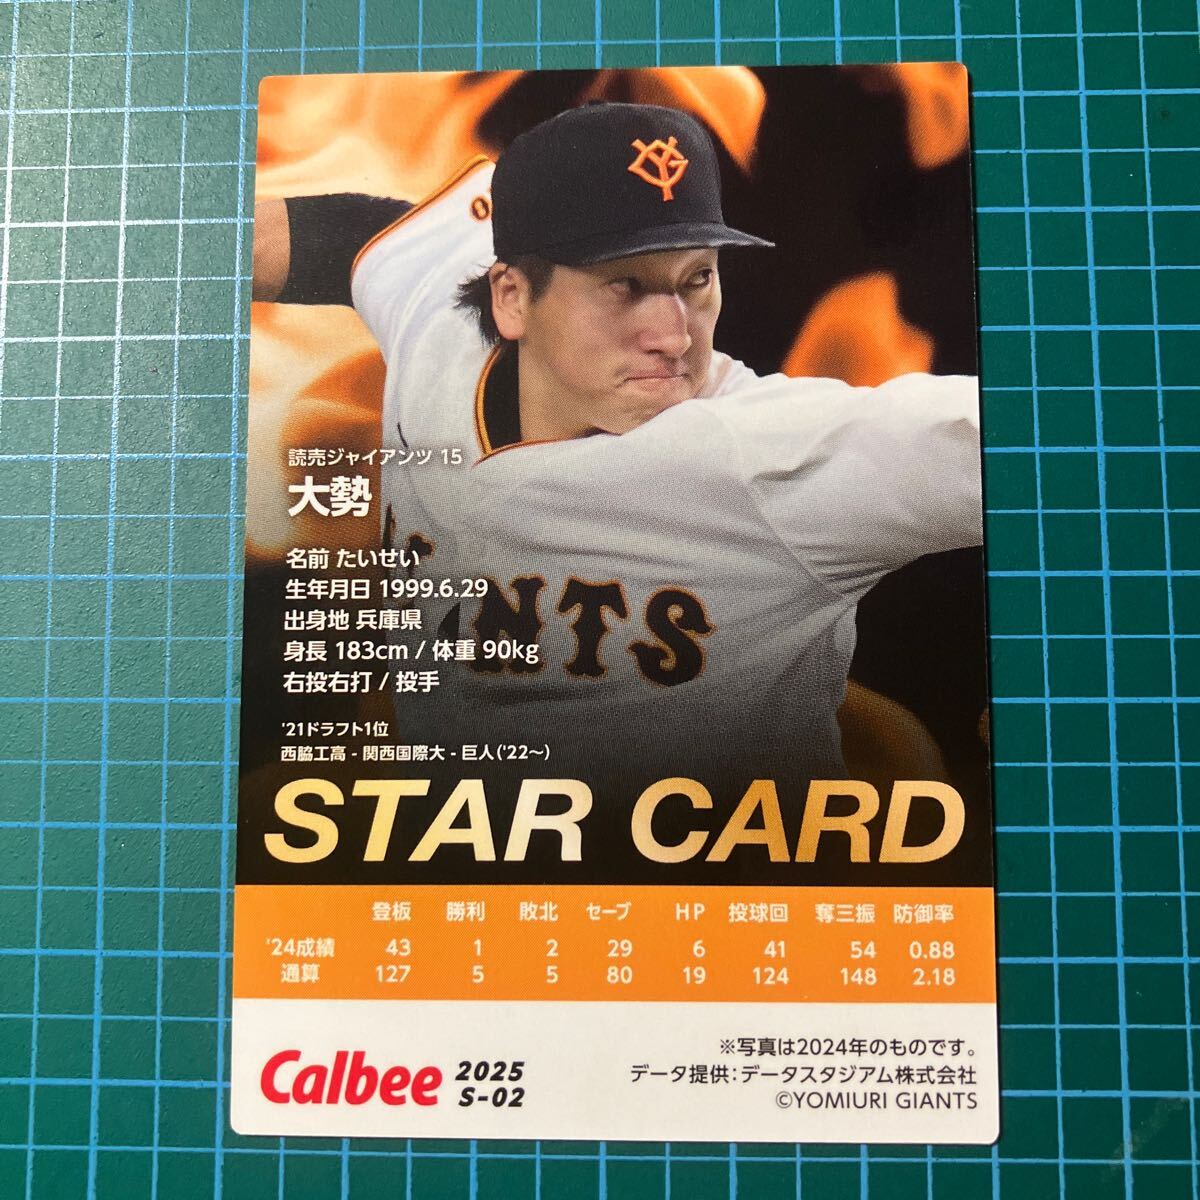 YG
読売ジャイアンツ 15
大勢
NTS
名前 たいせい
生年月日 1999.6.29
出身地 兵庫県
身長 183cm / 体重 90kg
右投右打 / 投手
'21ドラフト1位
西脇工高 - 関西国際大 - 巨人('22〜)
STAR CARD
登板 勝利 敗北 セーブ HP 投球回 奪三振 防御率
'24成績 43 1 2 29 6 41 54 0.88
通算 127 5 5 80 19 124 148 2.18
Calbee 2025 S-02
※写真は2024年のものです。
データ提供:データスタジアム株式会社
©YOMIURI GIANTS